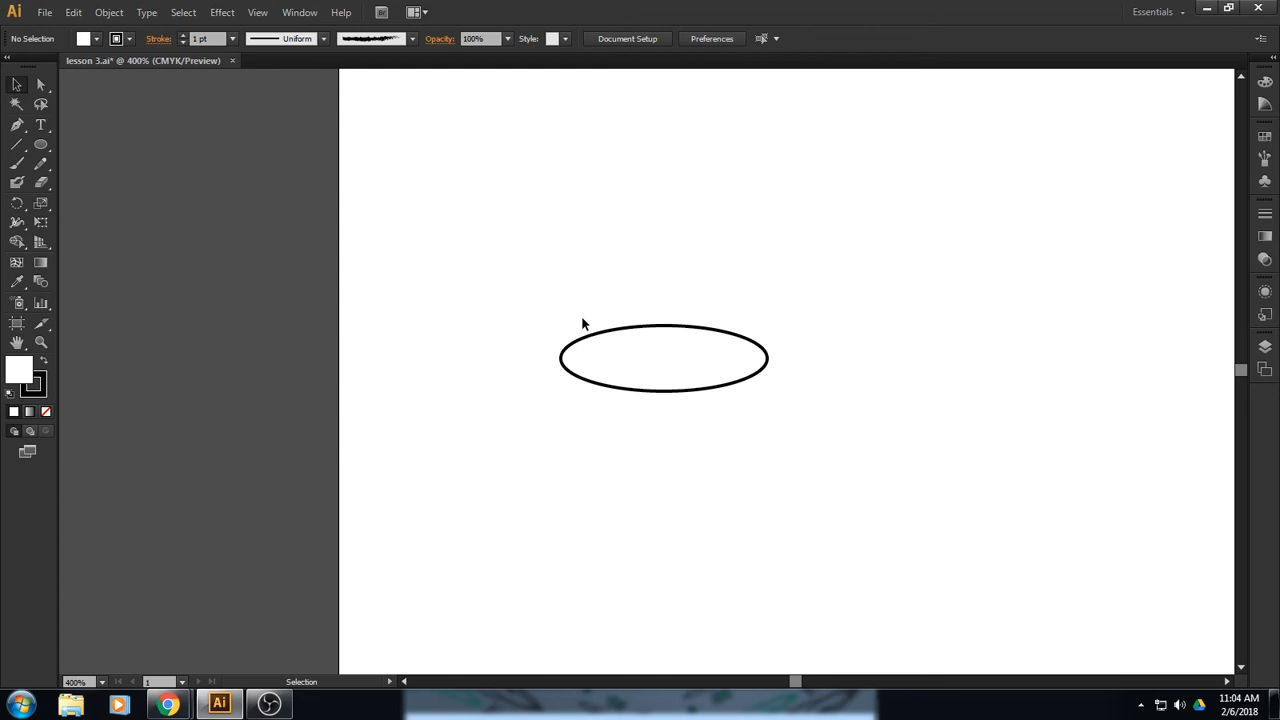 Ai File Edit Object Type Select Effect View Window Help Br Essentials
No Selection Stroke: 1 pt Uniform Opacity: 100% Style: Document Setup Preferences
lesson 3.ai* @ 400% (CMYK/Preview) ×
T
400% 1 Selection
Ai
11:04 AM
2/6/2018